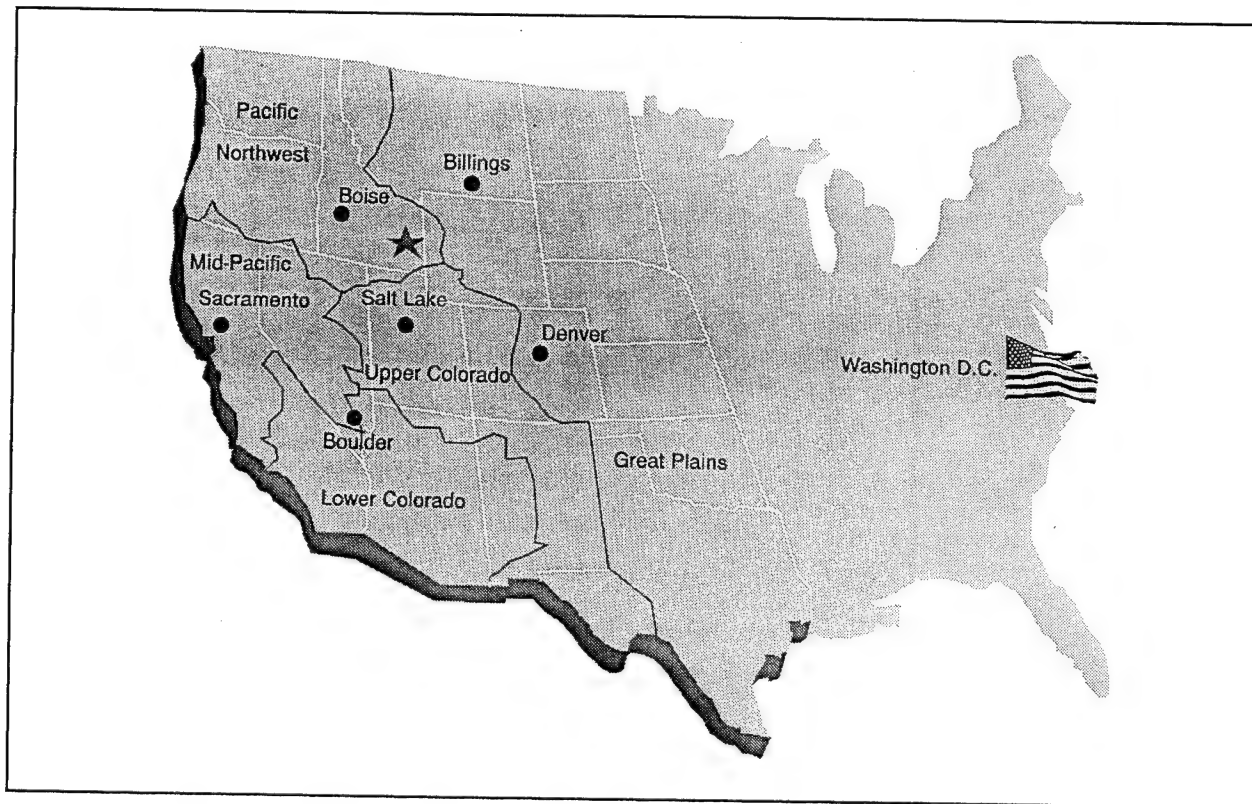 Pacific
Northwest
Billings
Boise
Mid-Pacific
Sacramento
Salt Lake
Denver
Washington D.C.
Upper Colorado
Boulder
Great Plains
Lower Colorado